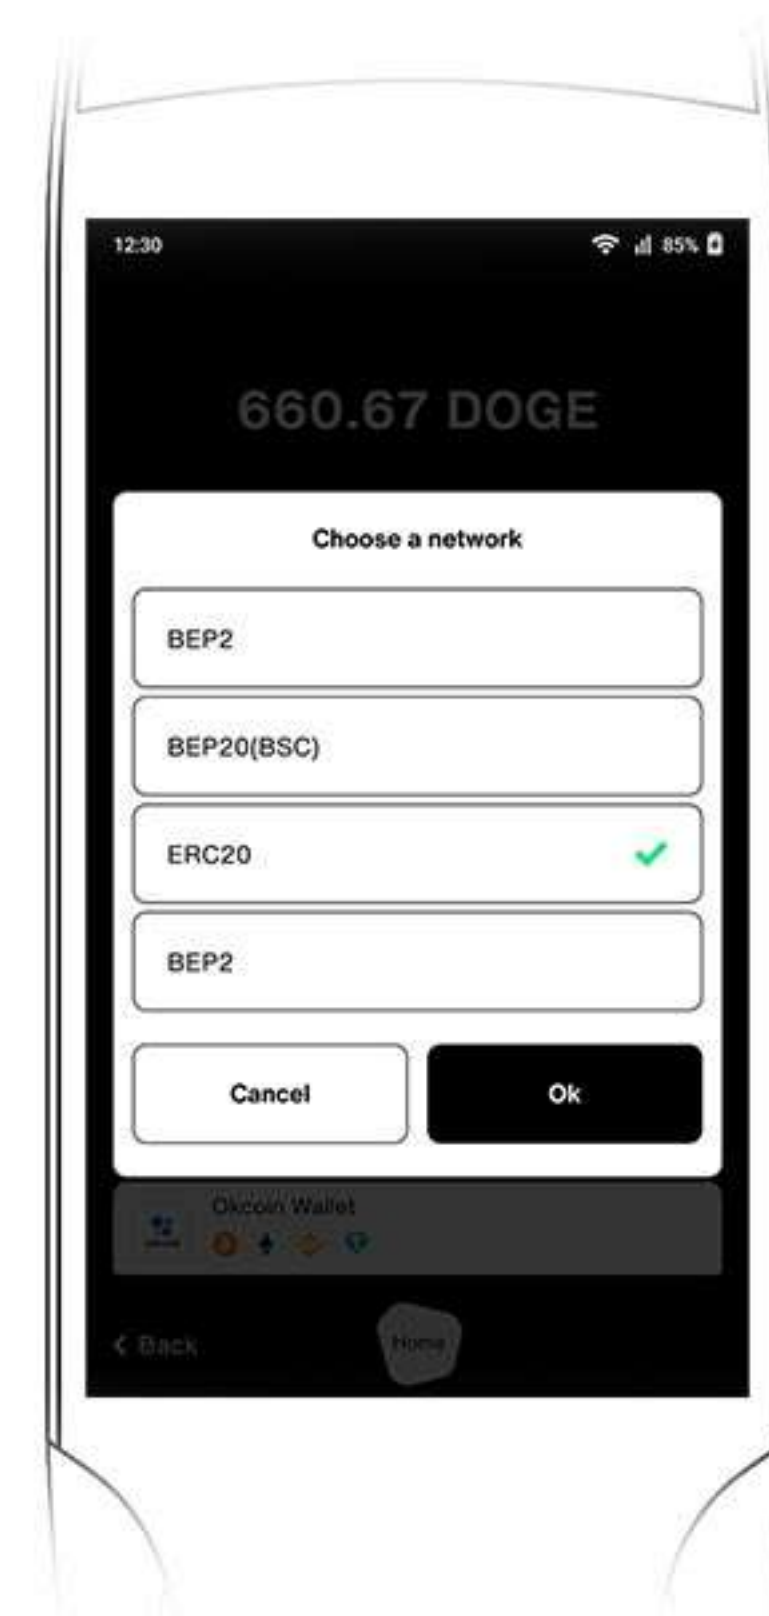 12:30 85%
660.67 DOGE
Choose a network
BEP2
BEP20(BSC)
ERC20
BEP2
Cancel Ok
Okcoin Wallet
< Back Home